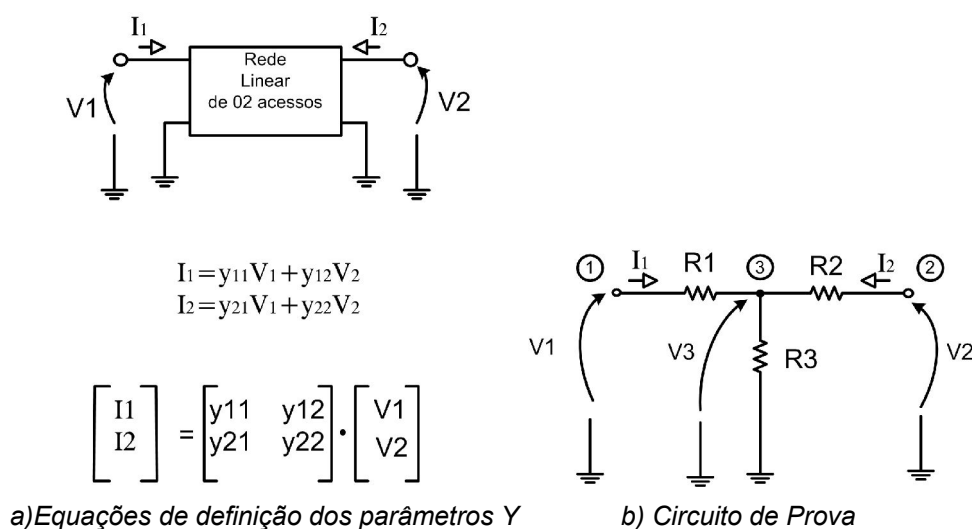 I1
I2
Rede
Linear
de 02 acessos
V1
V2
I1=y11V1+y12V2
I2=y21V1+y22V2
I1 = y11 y12 • V1
I2 y21 y22 V2
a)Equações de definição dos parâmetros Y
1 I1 R1 3 R2 I2 2
V1
V3
R3
V2
b) Circuito de Prova